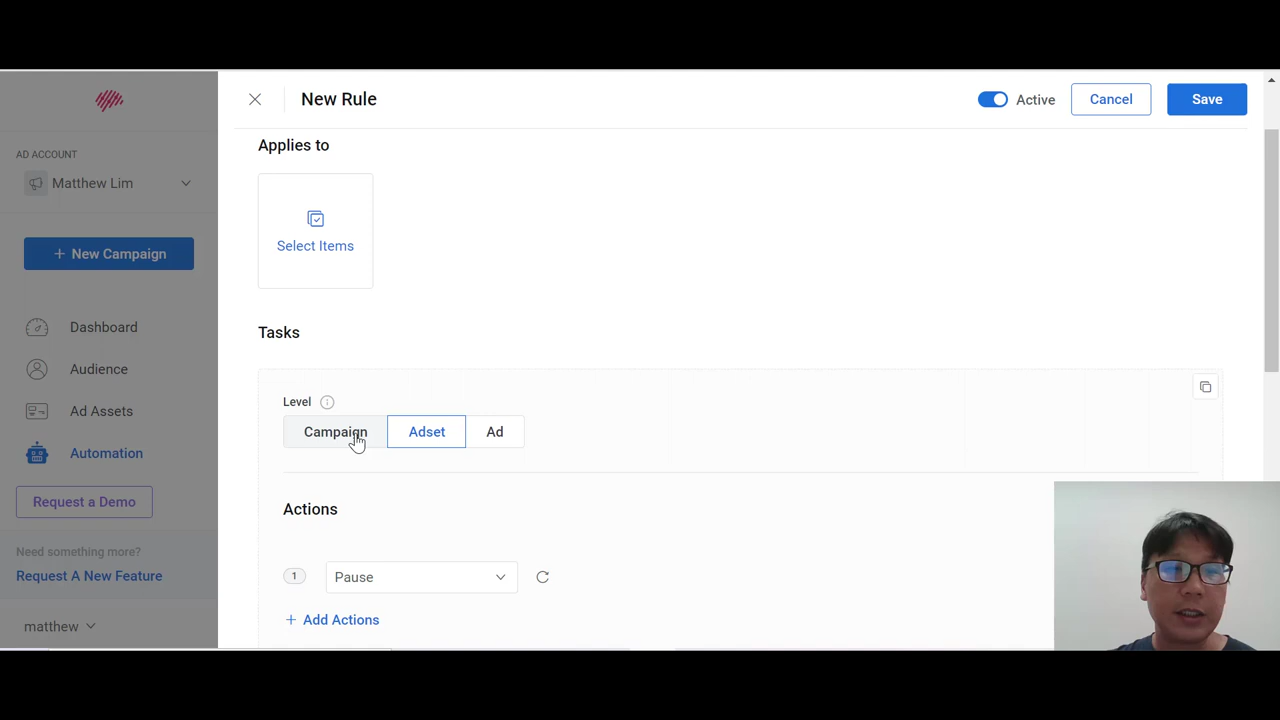 New Rule
Active
Cancel
Save
AD ACCOUNT
Matthew Lim
+ New Campaign
Dashboard
Audience
Ad Assets
Automation
Request a Demo
Need something more?
Request A New Feature
matthew
Applies to
Select Items
Tasks
Level
Campaign
Adset
Ad
Actions
1
Pause
+ Add Actions